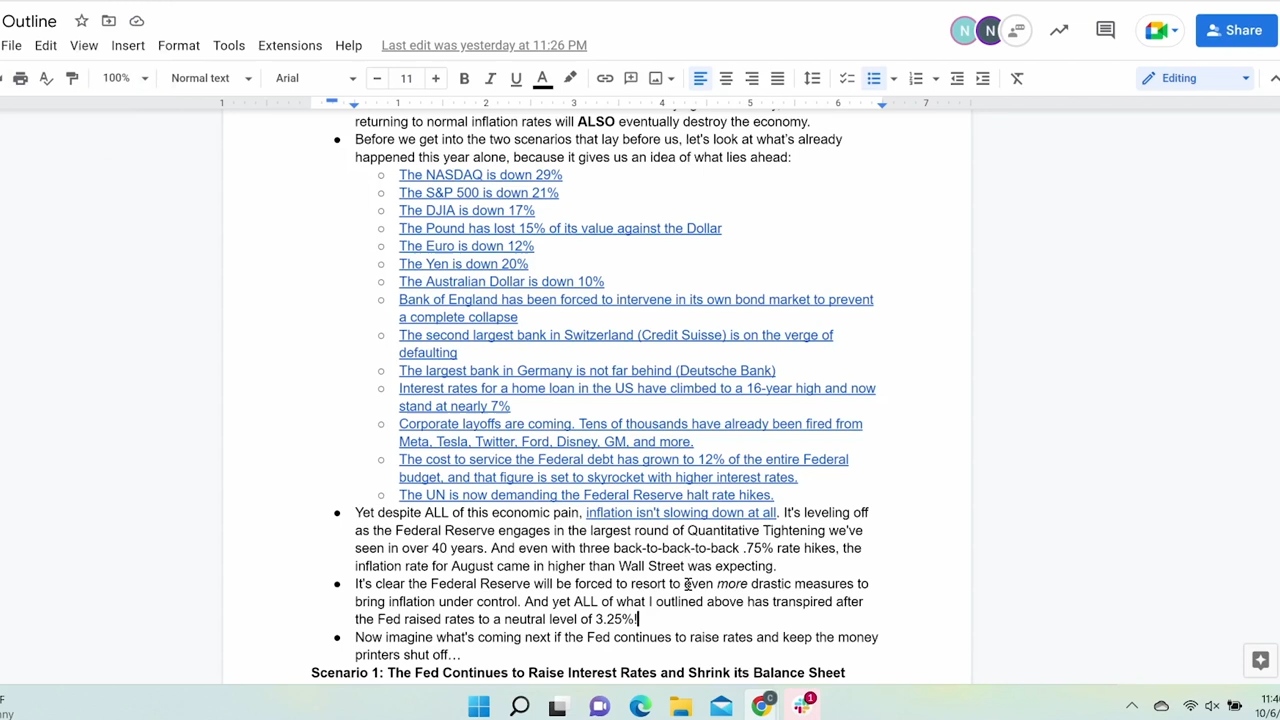 Outline
File Edit View Insert Format Tools Extensions Help Last edit was yesterday at 11:26 PM
N N Share
100% Normal text Arial 11 B I U A Editing
1 1 2 3 4 5 6 7
returning to normal inflation rates will ALSO eventually destroy the economy.
● Before we get into the two scenarios that lay before us, let's look at what's already
happened this year alone, because it gives us an idea of what lies ahead:
○ The NASDAQ is down 29%
○ The S&P 500 is down 21%
○ The DJIA is down 17%
○ The Pound has lost 15% of its value against the Dollar
○ The Euro is down 12%
○ The Yen is down 20%
○ The Australian Dollar is down 10%
○ Bank of England has been forced to intervene in its own bond market to prevent
a complete collapse
○ The second largest bank in Switzerland (Credit Suisse) is on the verge of
defaulting
○ The largest bank in Germany is not far behind (Deutsche Bank)
○ Interest rates for a home loan in the US have climbed to a 16-year high and now
stand at nearly 7%
○ Corporate layoffs are coming. Tens of thousands have already been fired from
Meta, Tesla, Twitter, Ford, Disney, GM, and more.
○ The cost to service the Federal debt has grown to 12% of the entire Federal
budget, and that figure is set to skyrocket with higher interest rates.
○ The UN is now demanding the Federal Reserve halt rate hikes.
● Yet despite ALL of this economic pain, inflation isn't slowing down at all. It's leveling off
as the Federal Reserve engages in the largest round of Quantitative Tightening we've
seen in over 40 years. And even with three back-to-back-to-back .75% rate hikes, the
inflation rate for August came in higher than Wall Street was expecting.
● It's clear the Federal Reserve will be forced to resort to even more drastic measures to
bring inflation under control. And yet ALL of what I outlined above has transpired after
the Fed raised rates to a neutral level of 3.25%!
● Now imagine what's coming next if the Fed continues to raise rates and keep the money
printers shut off…
Scenario 1: The Fed Continues to Raise Interest Rates and Shrink its Balance Sheet
C 1